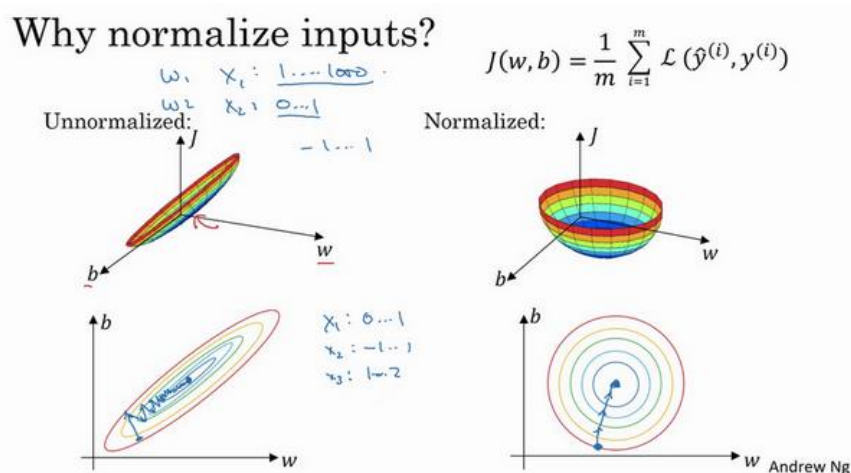 Why normalize inputs?
J(w, b) = 1/m ∑_{i=1}^{m} ℒ(ŷ^{(i)}, y^{(i)})
w₁ x₁: 1....1000
w2 x₂: 0...1
-1...1
Unnormalized:
Normalized:
J
w
b
J
w
b
b
w
x₁: 0...1
x₂: -1...1
x₃: 1...2
b
w
Andrew Ng